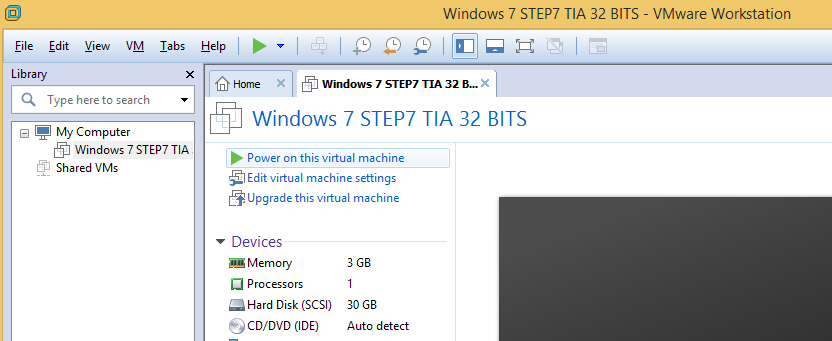 Windows 7 STEP7 TIA 32 BITS - VMware Workstation
File Edit View VM Tabs Help
Library
Type here to search
My Computer
Windows 7 STEP7 TIA
Shared VMs
Home
Windows 7 STEP7 TIA 32 B...
Windows 7 STEP7 TIA 32 BITS
Power on this virtual machine
Edit virtual machine settings
Upgrade this virtual machine
Devices
Memory 3 GB
Processors 1
Hard Disk (SCSI) 30 GB
CD/DVD (IDE) Auto detect